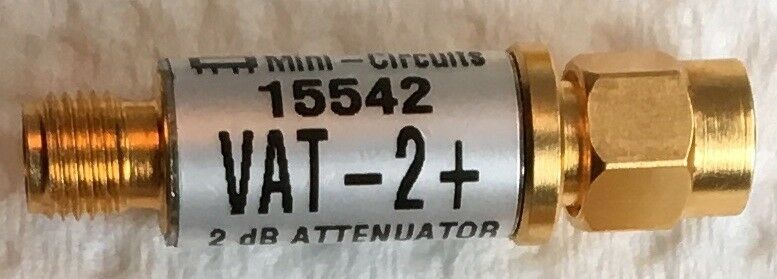 Mini-Circuits
15542
VAT-2+
2 dB ATTENUATOR